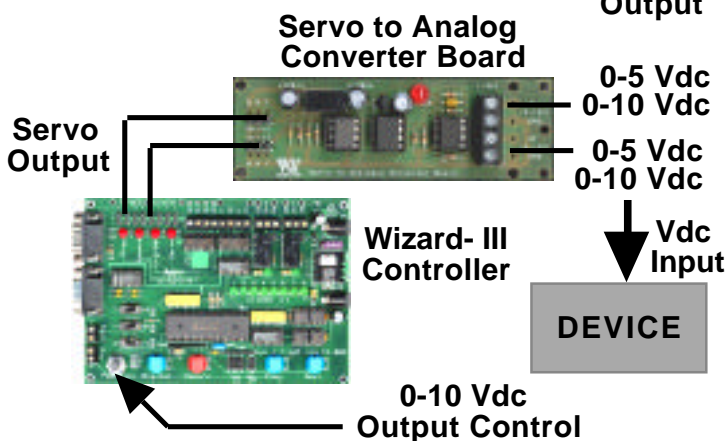 Output
Servo to Analog
Converter Board
0-5 Vdc
0-10 Vdc
Servo
Output
0-5 Vdc
0-10 Vdc
Wizard- III
Controller
Vdc
Input
DEVICE
0-10 Vdc
Output Control